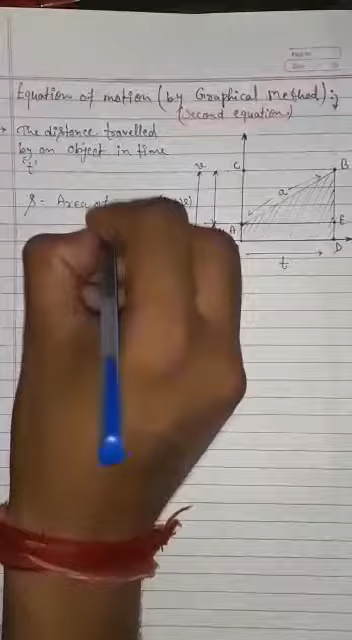 Equation of motion (by Graphical Method) :-
(Second equation)
→ The distance travelled
by an object in time
't'
S = Area of
v
C
B
a
A
E
D
t